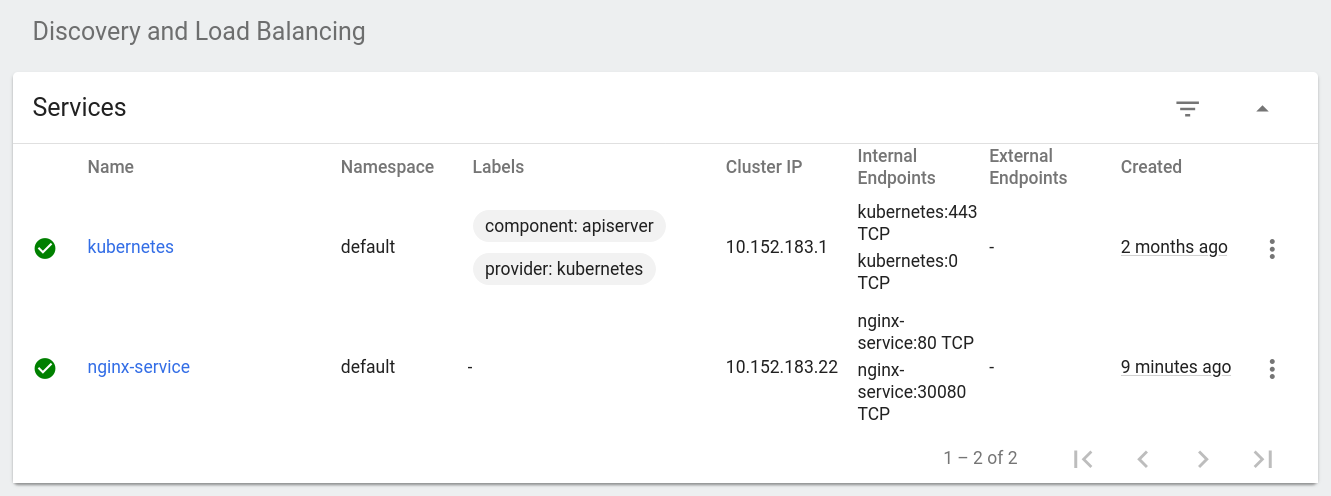 Discovery and Load Balancing
Services
Name Namespace Labels Cluster IP Internal Endpoints External Endpoints Created
kubernetes default component: apiserver provider: kubernetes 10.152.183.1 kubernetes:443 TCP kubernetes:0 TCP - 2 months ago
nginx-service default - 10.152.183.22 nginx-service:80 TCP nginx-service:30080 TCP - 9 minutes ago
1 – 2 of 2